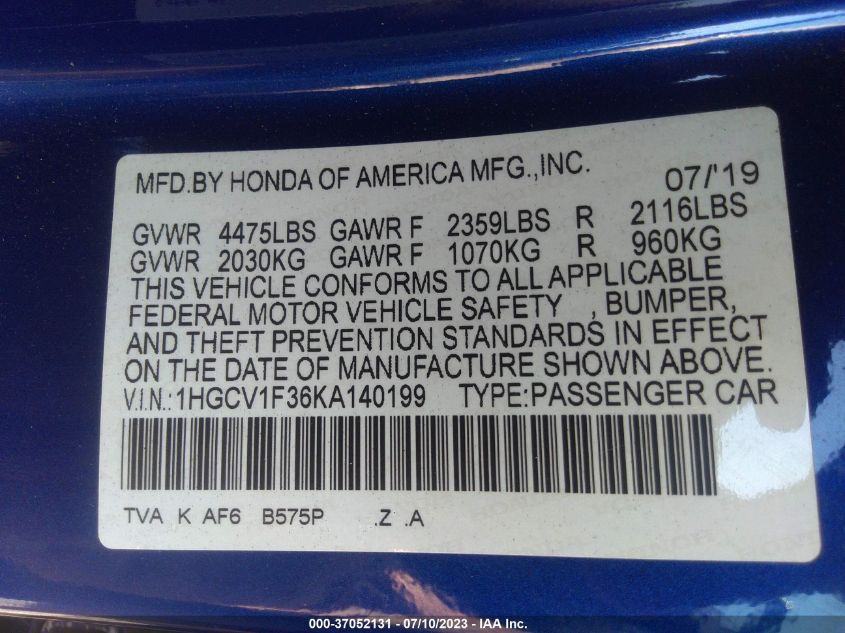 MFD.BY HONDA OF AMERICA MFG.,INC. 07/'19
GVWR 4475LBS GAWR F 2359LBS R 2116LBS
GVWR 2030KG GAWR F 1070KG R 960KG
THIS VEHICLE CONFORMS TO ALL APPLICABLE
FEDERAL MOTOR VEHICLE SAFETY , BUMPER,
AND THEFT PREVENTION STANDARDS IN EFFECT
ON THE DATE OF MANUFACTURE SHOWN ABOVE.
V.I.N.:1HGCV1F36KA140199 TYPE:PASSENGER CAR
TVA K AF6 B575P .Z .A
000-37052131 - 07/10/2023 - IAA Inc.